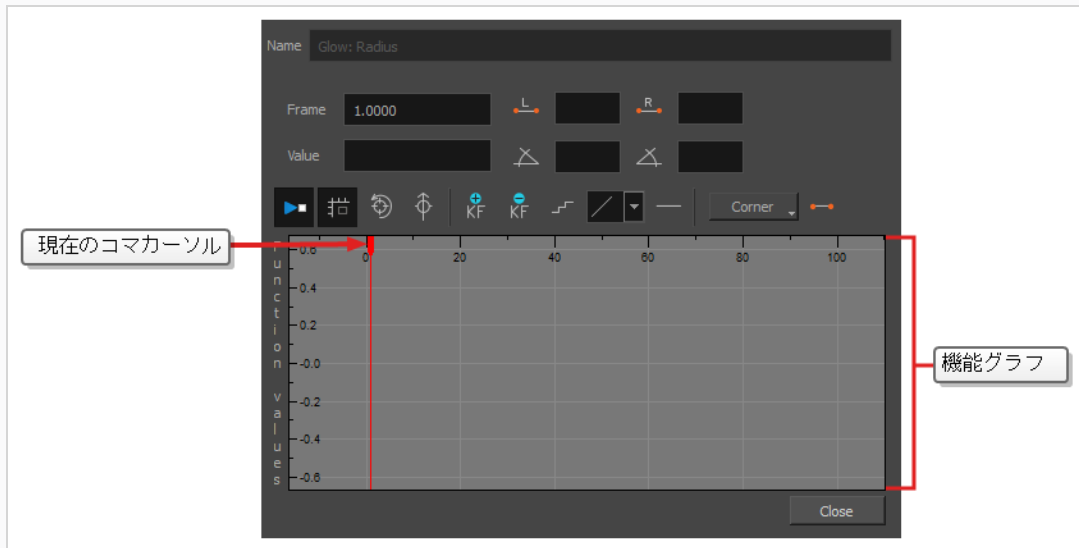 Name Glow: Radius
Frame 1.0000 L R
Value
KF KF Corner
現在のコマカーソル
Function values
0 20 40 60 80 100
-0.6
-0.4
-0.2
-0.0
-0.2
-0.4
-0.6
機能グラフ
Close